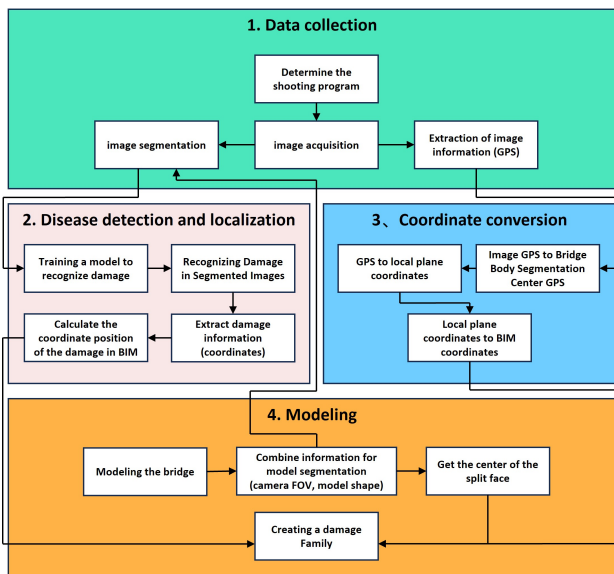 1. Data collection
Determine the
shooting program
image segmentation
image acquisition
Extraction of image
information (GPS)
2. Disease detection and localization
Training a model to
recognize damage
Recognizing Damage
in Segmented Images
Calculate the
coordinate position
of the damage in BIM
Extract damage
information
(coordinates)
3、Coordinate conversion
GPS to local plane
coordinates
Image GPS to Bridge
Body Segmentation
Center GPS
Local plane
coordinates to BIM
coordinates
4. Modeling
Modeling the bridge
Combine information for
model segmentation
(camera FOV, model shape)
Get the center of the
split face
Creating a damage
Family